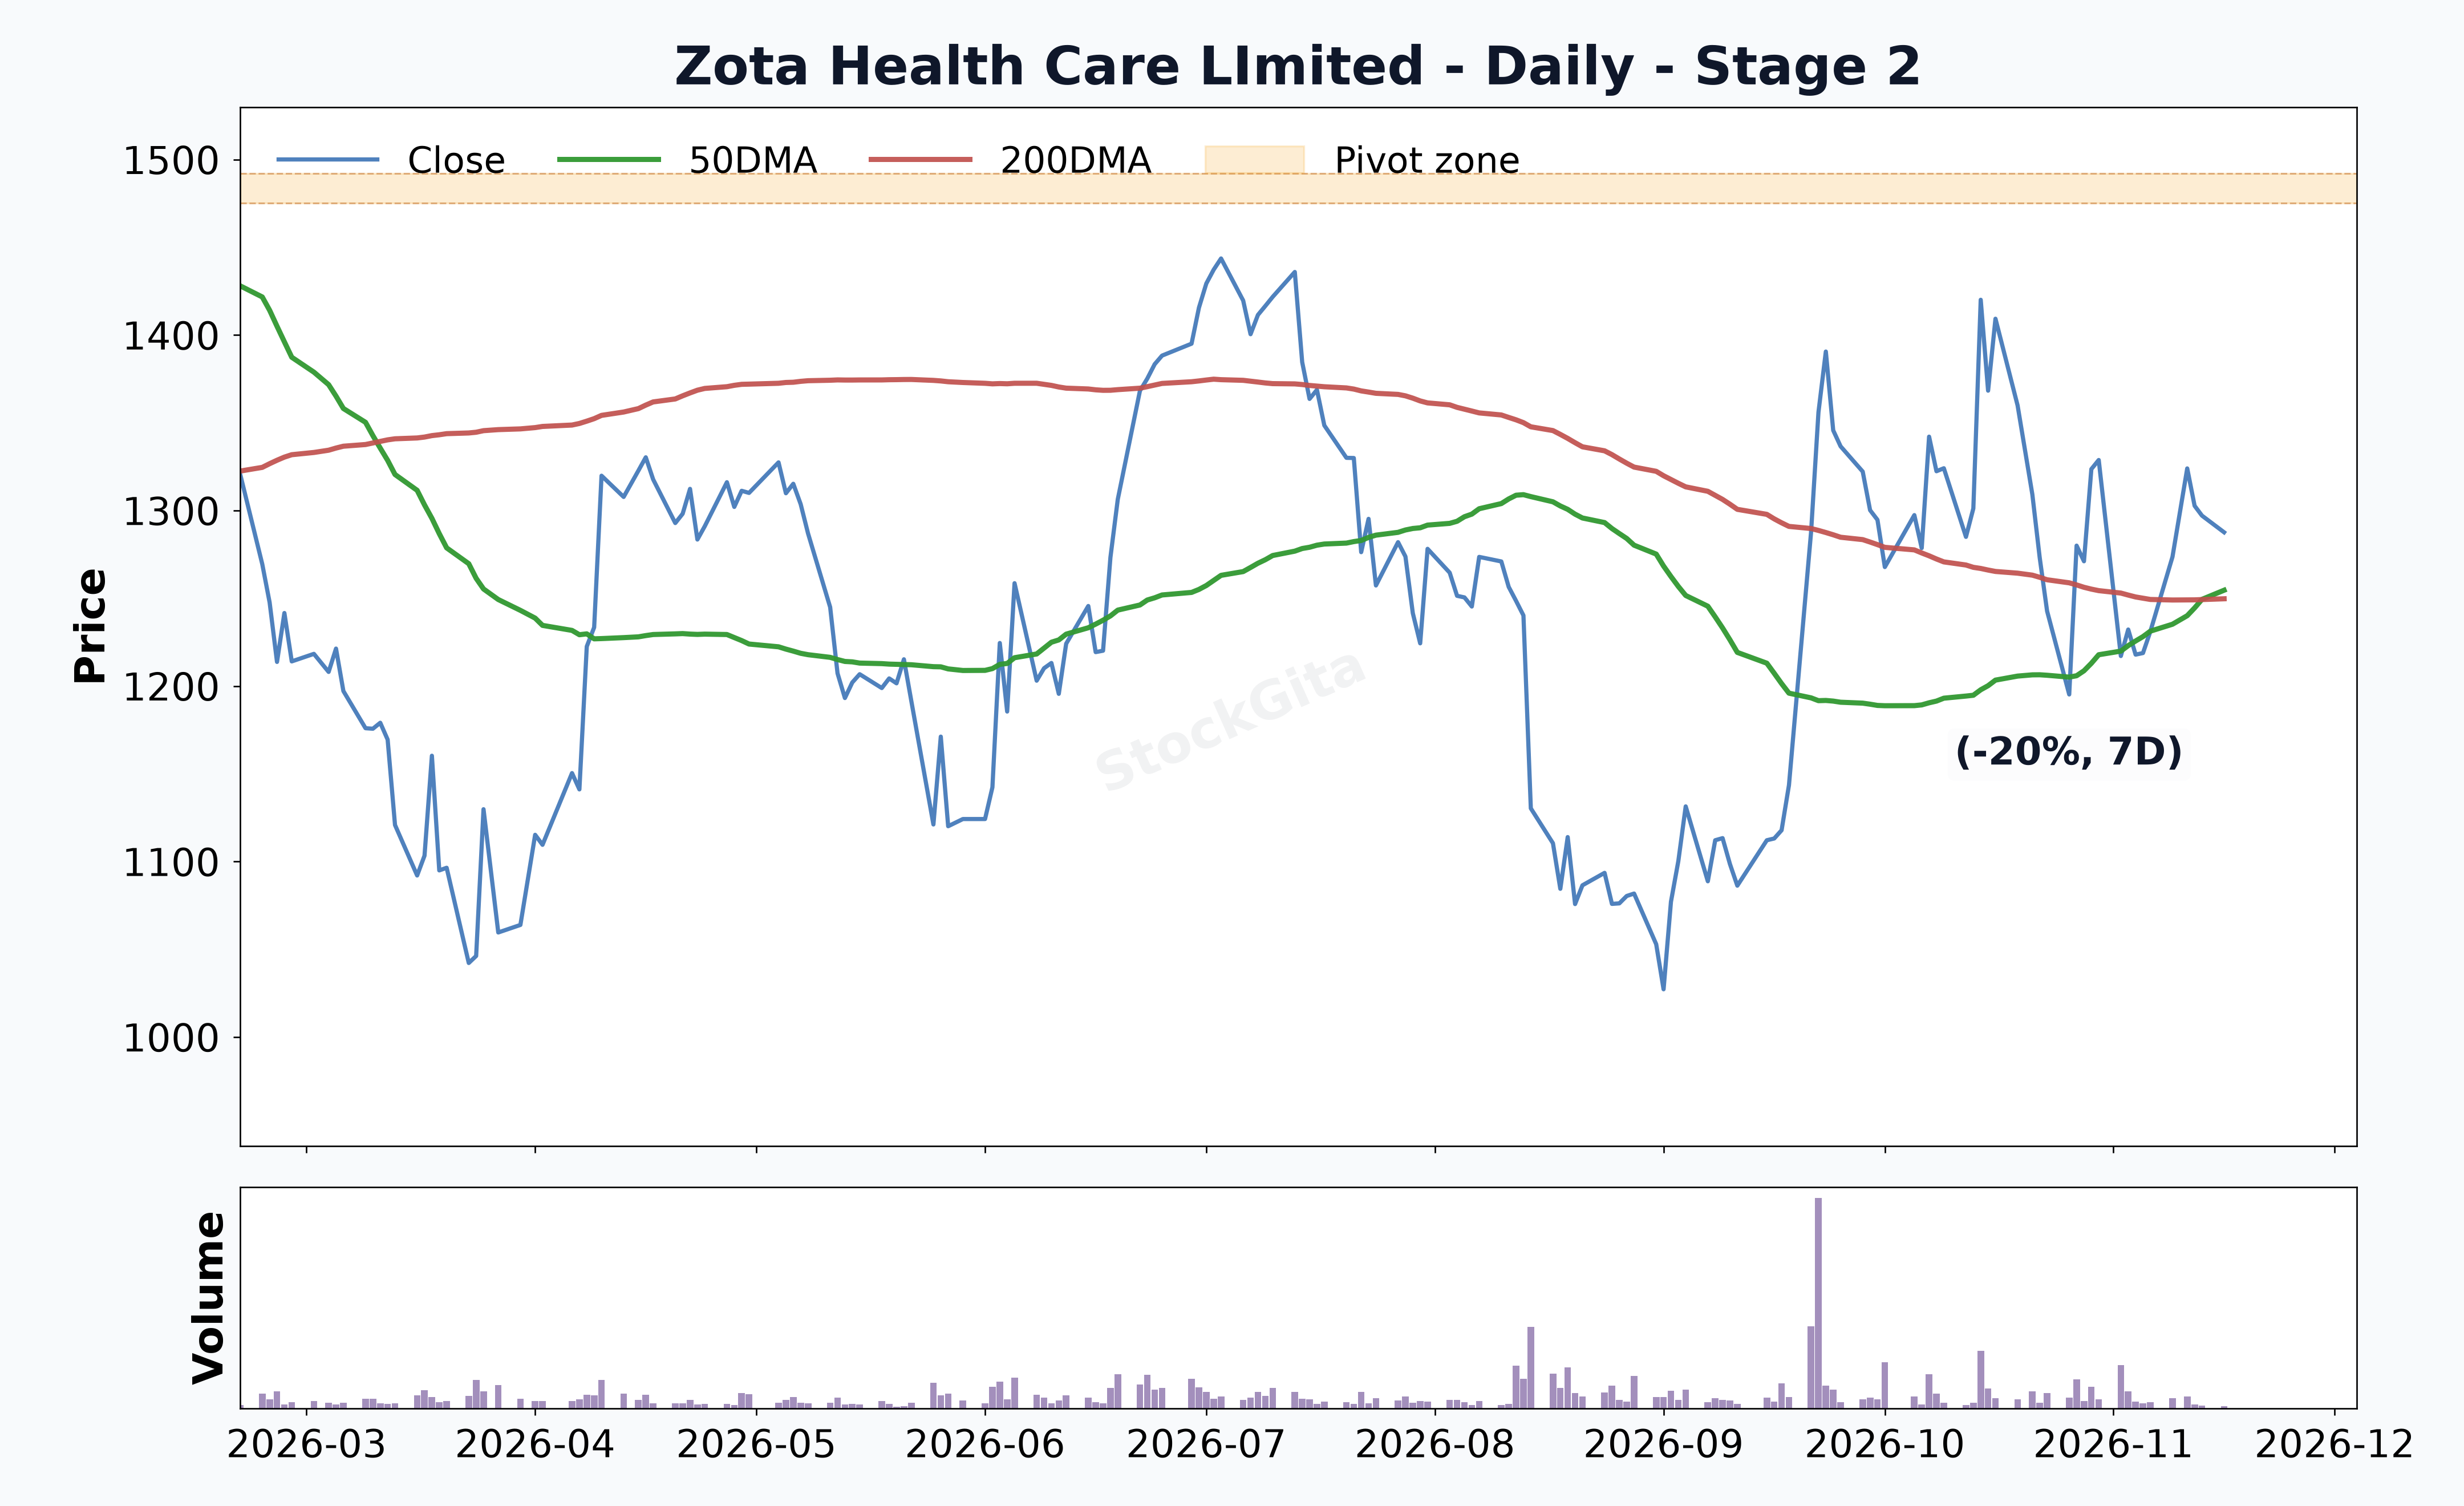 Zota Health Care LImited - Daily - Stage 2
Close 50DMA 200DMA Pivot zone
1500
1400
1300
1200
1100
1000
Price
StockGita
(-20%, 7D)
Volume
2026-03 2026-04 2026-05 2026-06 2026-07 2026-08 2026-09 2026-10 2026-11 2026-12